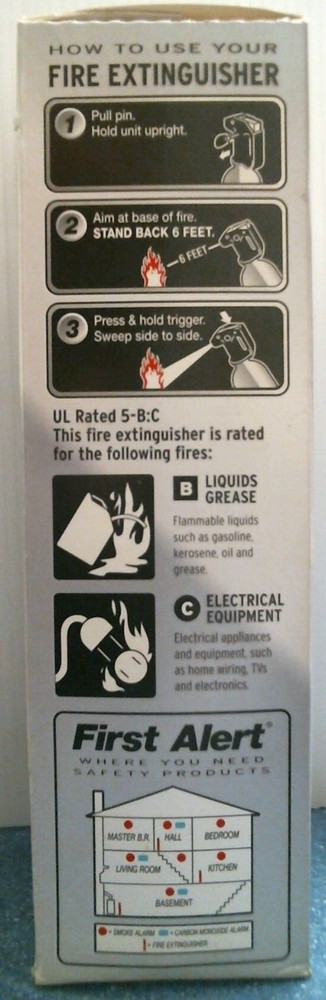 HOW TO USE YOUR
FIRE EXTINGUISHER
1
Pull pin.
Hold unit upright.
2
Aim at base of fire.
STAND BACK 6 FEET.
6 FEET
3
Press & hold trigger.
Sweep side to side.
UL Rated 5-B:C
This fire extinguisher is rated
for the following fires:
B LIQUIDS
GREASE
Flammable liquids
such as gasoline,
kerosene, oil and
grease.
C ELECTRICAL
EQUIPMENT
Electrical appliances
and equipment, such
as home wiring, TVs
and electronics.
First Alert®
WHERE YOU NEED
SAFETY PRODUCTS
MASTER B.R. HALL BEDROOM
LIVING ROOM KITCHEN
BASEMENT
= SMOKE ALARM = CARBON MONOXIDE ALARM
= FIRE EXTINGUISHER